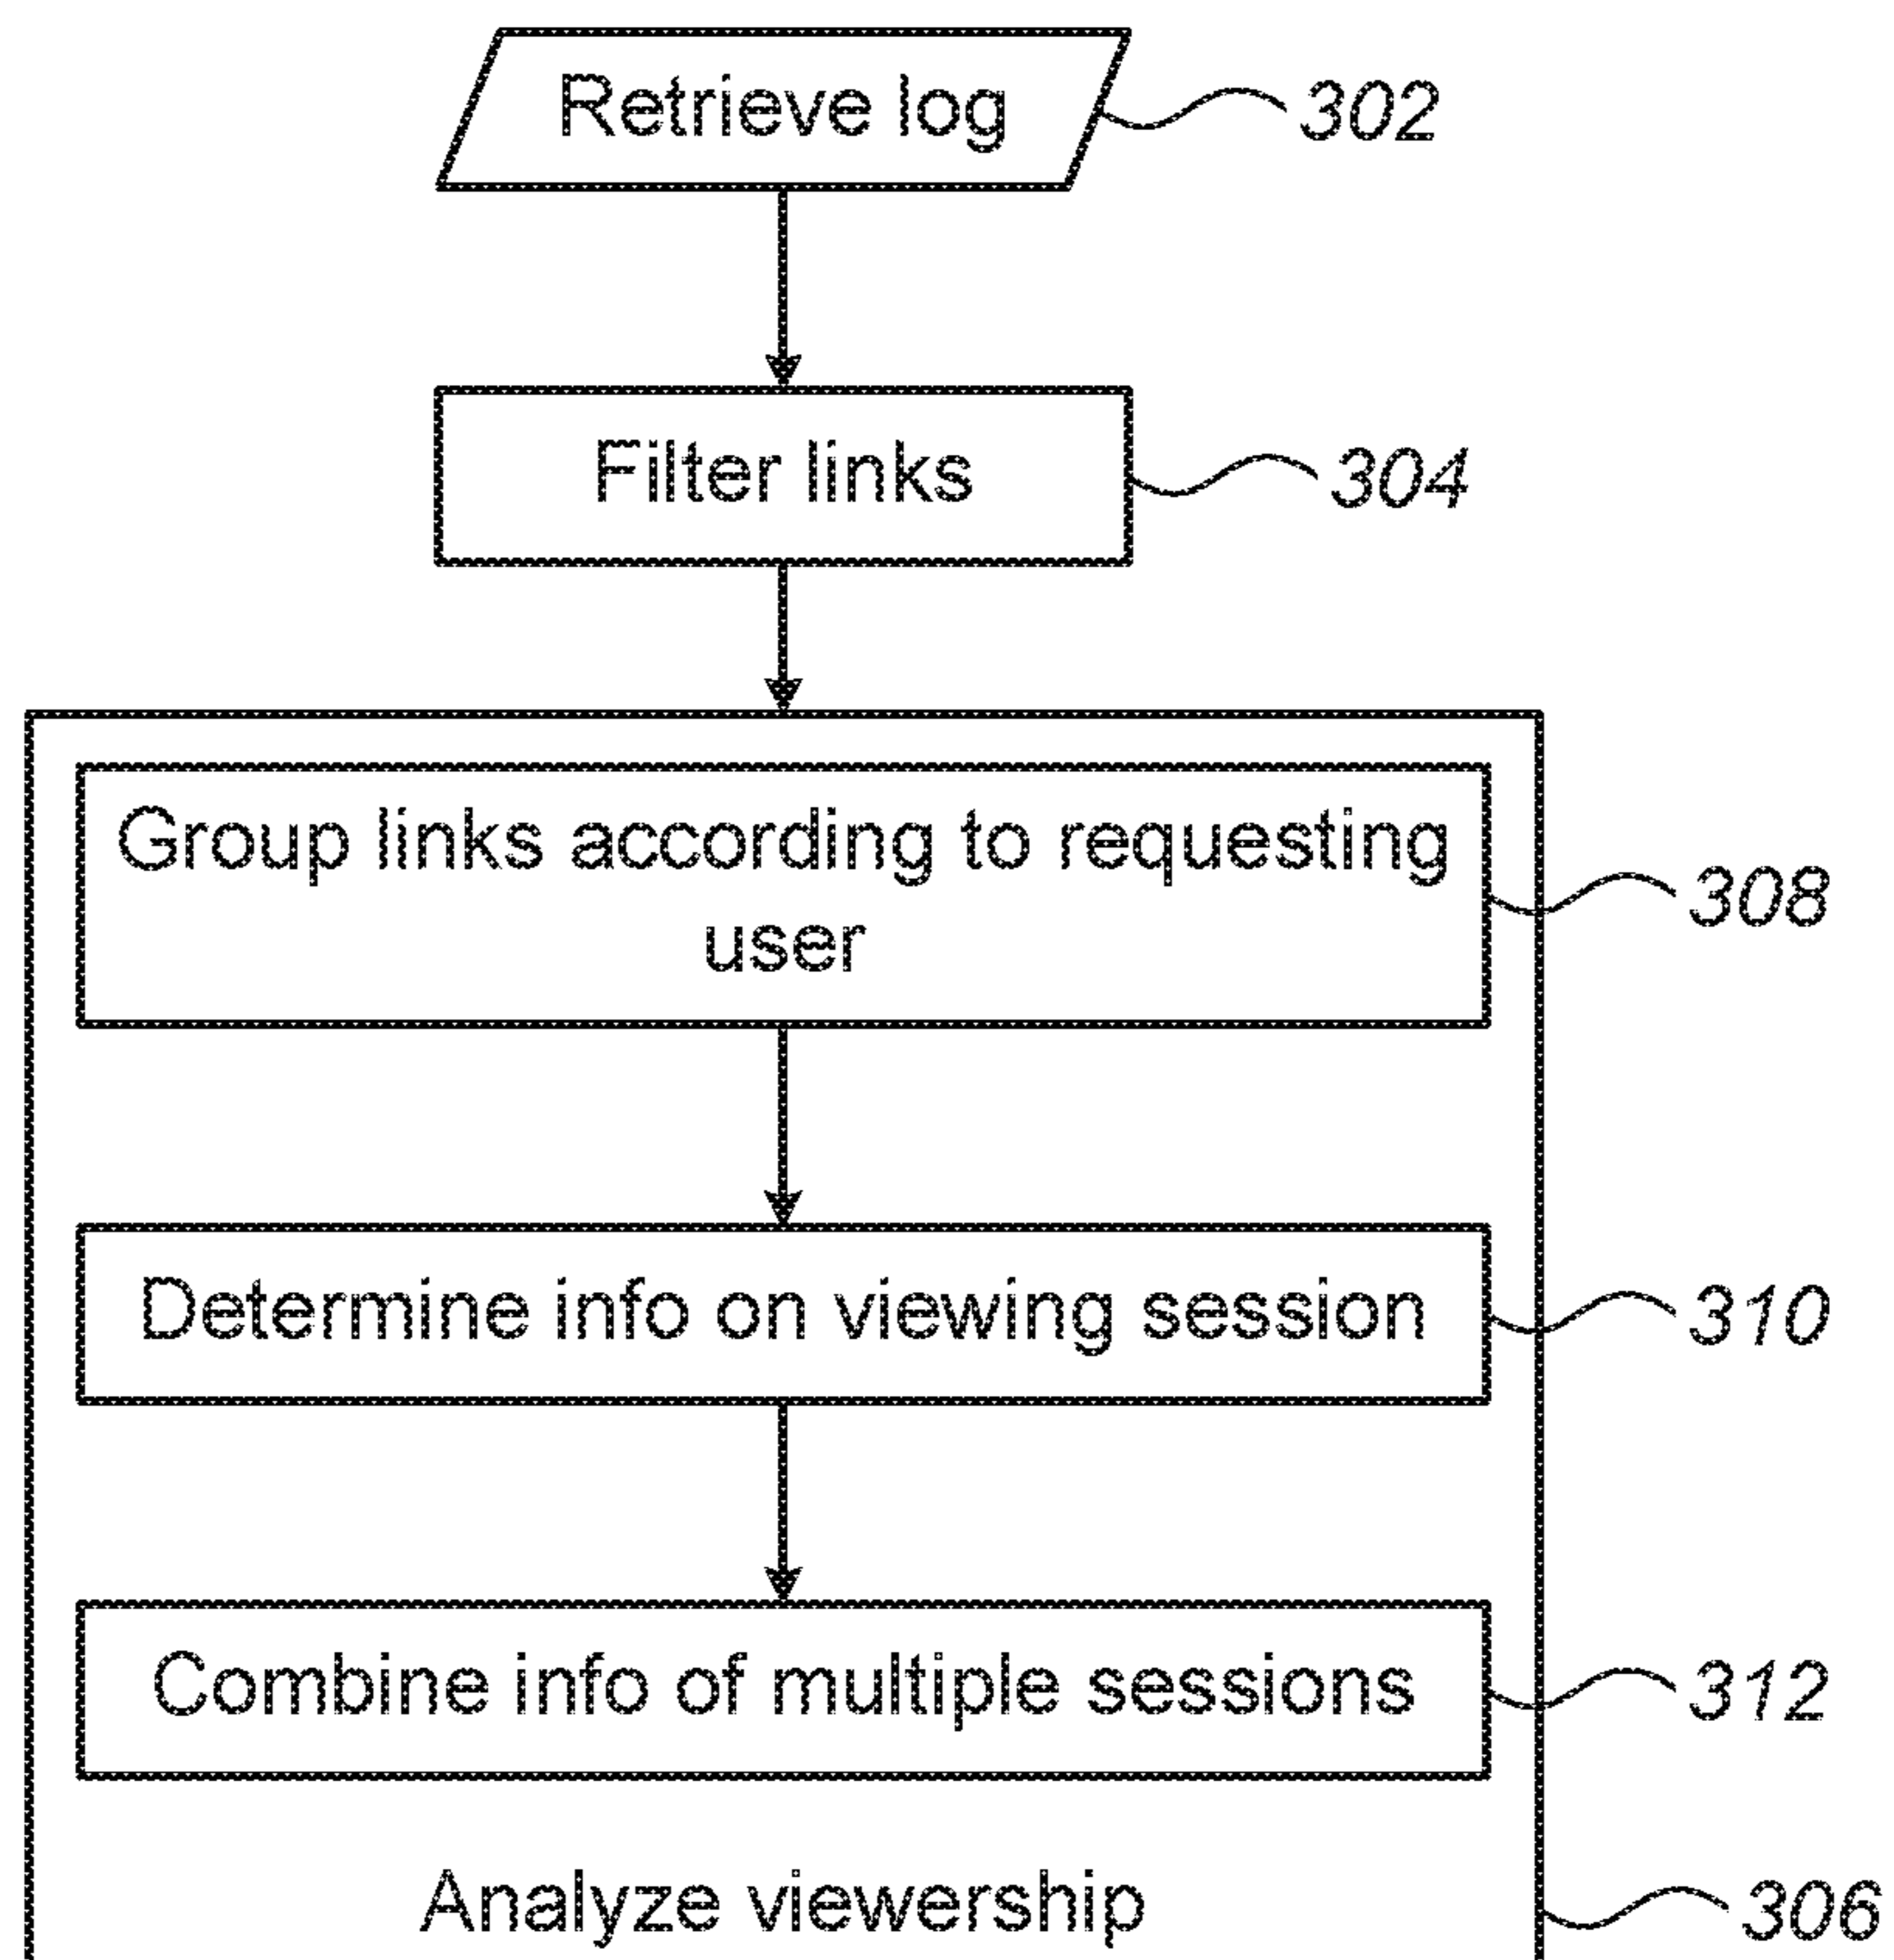 Retrieve log
302
Filter links
304
Group links according to requesting
user
308
Determine info on viewing session
310
Combine info of multiple sessions
312
Analyze viewership
306